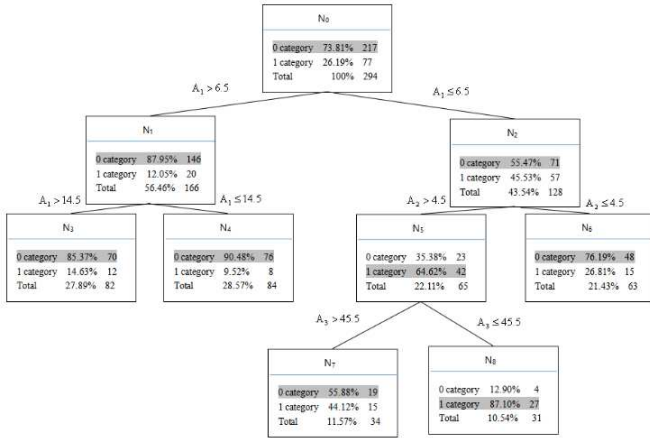 N0
0 category 73.81% 217
1 category 26.19% 77
Total 100% 294
A1 > 6.5
A1 ≤ 6.5
N1
0 category 87.95% 146
1 category 12.05% 20
Total 56.46% 166
N2
0 category 55.47% 71
1 category 45.53% 57
Total 43.54% 128
A1 > 14.5
A1 ≤ 14.5
A2 > 4.5
A2 ≤ 4.5
N3
0 category 85.37% 70
1 category 14.63% 12
Total 27.89% 82
N4
0 category 90.48% 76
1 category 9.52% 8
Total 28.57% 84
N5
0 category 35.38% 23
1 category 64.62% 42
Total 22.11% 65
N6
0 category 76.19% 48
1 category 26.81% 15
Total 21.43% 63
A3 > 45.5
A3 ≤ 45.5
N7
0 category 55.88% 19
1 category 44.12% 15
Total 11.57% 34
N8
0 category 12.90% 4
1 category 87.10% 27
Total 10.54% 31